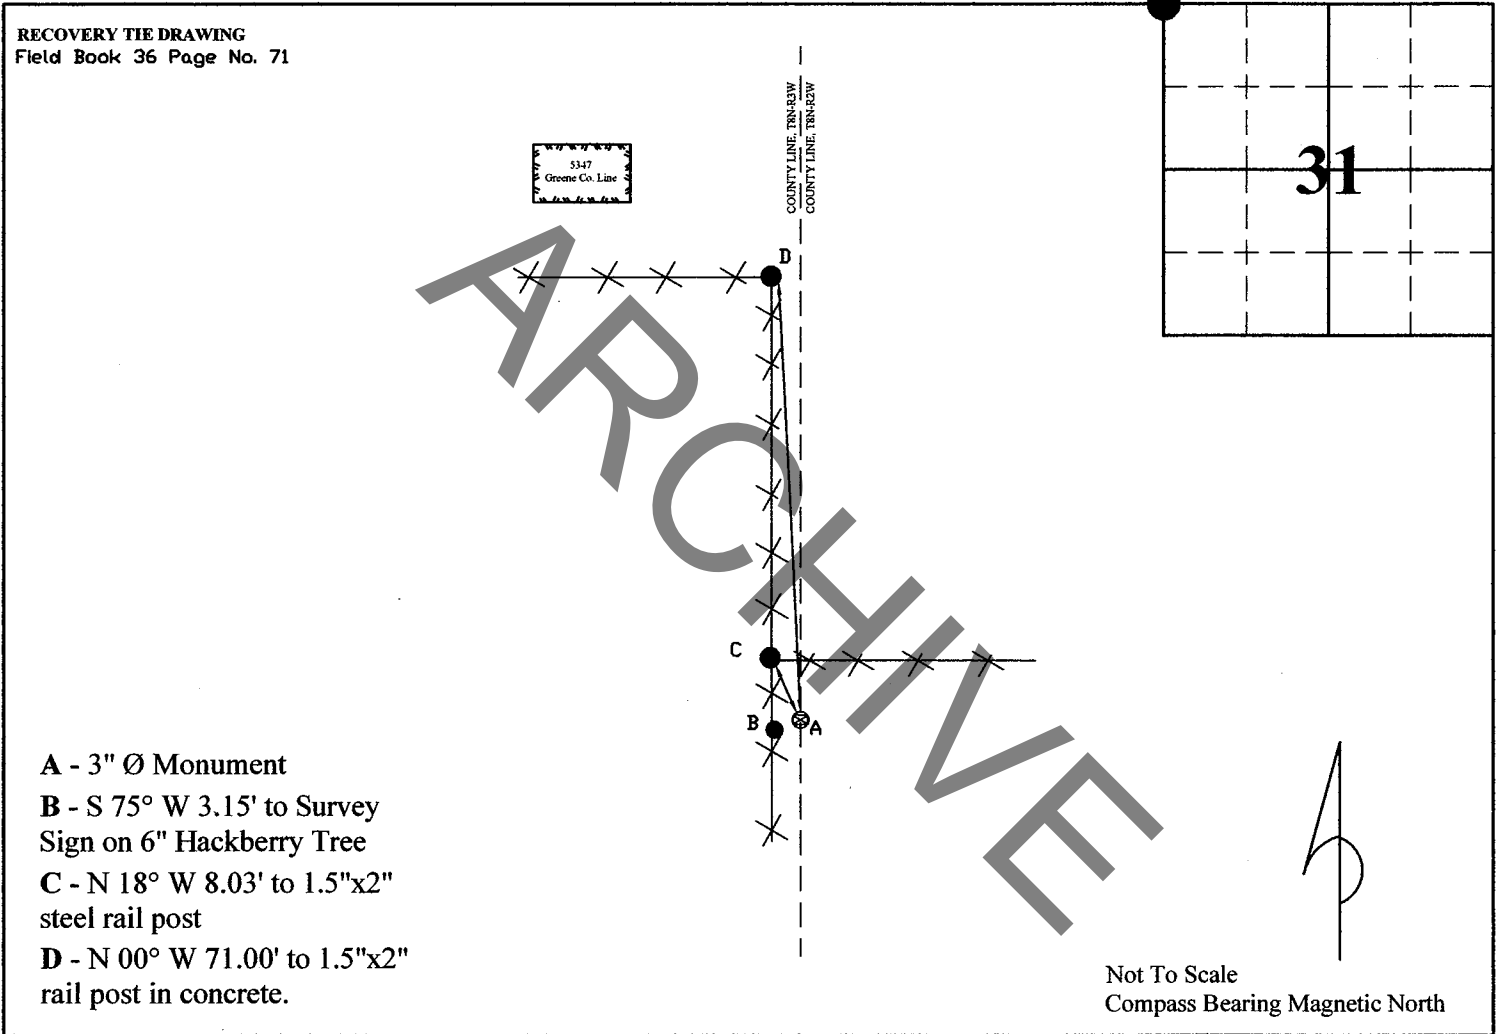 RECOVERY TIE DRAWING
Field Book 36 Page No. 71
31
COUNTY LINE, T8N-R3W
COUNTY LINE, T8N-R2W
5347
Greene Co. Line
D
C
B
A
ARCHIVE
A - 3" Ø Monument
B - S 75° W 3.15' to Survey
Sign on 6" Hackberry Tree
C - N 18° W 8.03' to 1.5"x2"
steel rail post
D - N 00° W 71.00' to 1.5"x2"
rail post in concrete.
Not To Scale
Compass Bearing Magnetic North